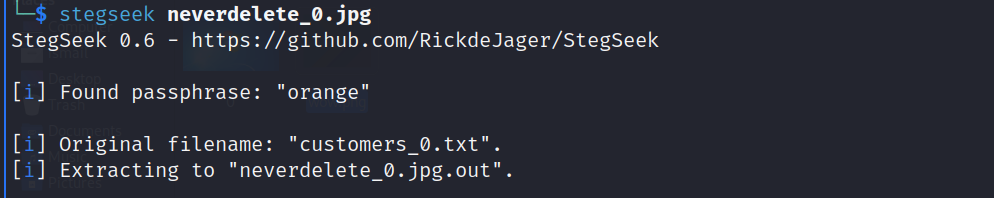 └─$ stegseek neverdelete_0.jpg
StegSeek 0.6 - https://github.com/RickdeJager/StegSeek
[i] Found passphrase: "orange"
[i] Original filename: "customers_0.txt".
[i] Extracting to "neverdelete_0.jpg.out".